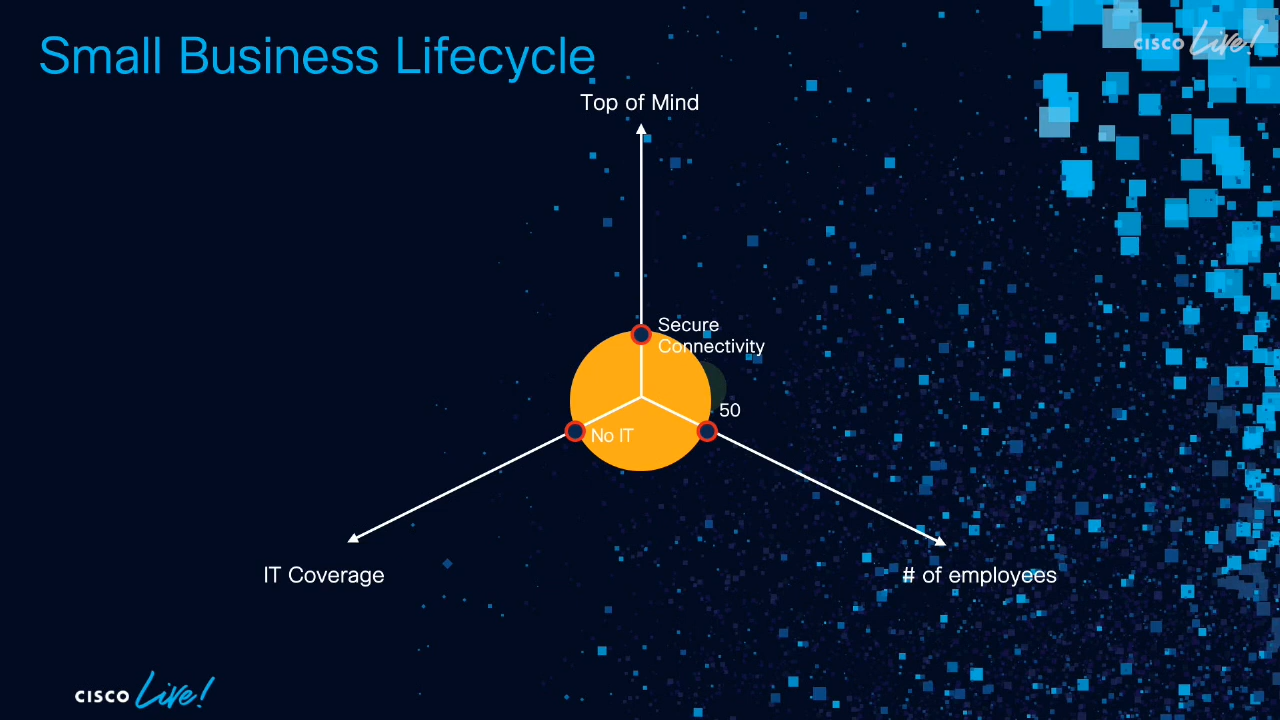 Small Business Lifecycle
CISCO Live!
Top of Mind
Secure
Connectivity
50
No IT
IT Coverage
# of employees
CISCO Live!